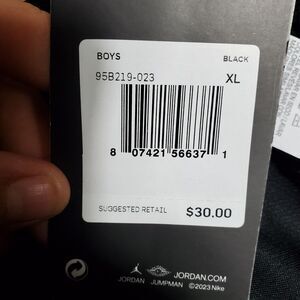 BOYS BLACK
95B219-023 XL
8 07421 56637 1
SUGGESTED RETAIL $30.00
JORDAN JUMPMAN JORDAN.COM
©2023 Nike